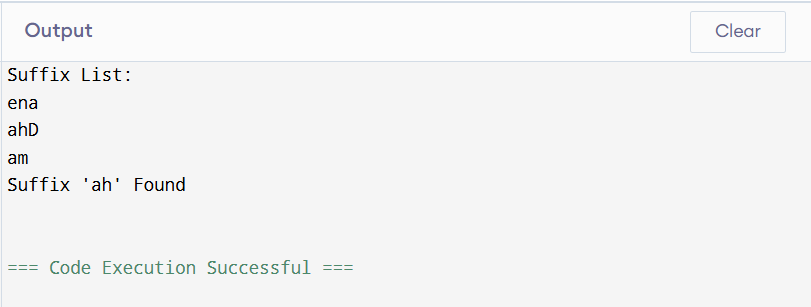 Output
Clear
Suffix List:
ena
ahD
am
Suffix 'ah' Found
=== Code Execution Successful ===